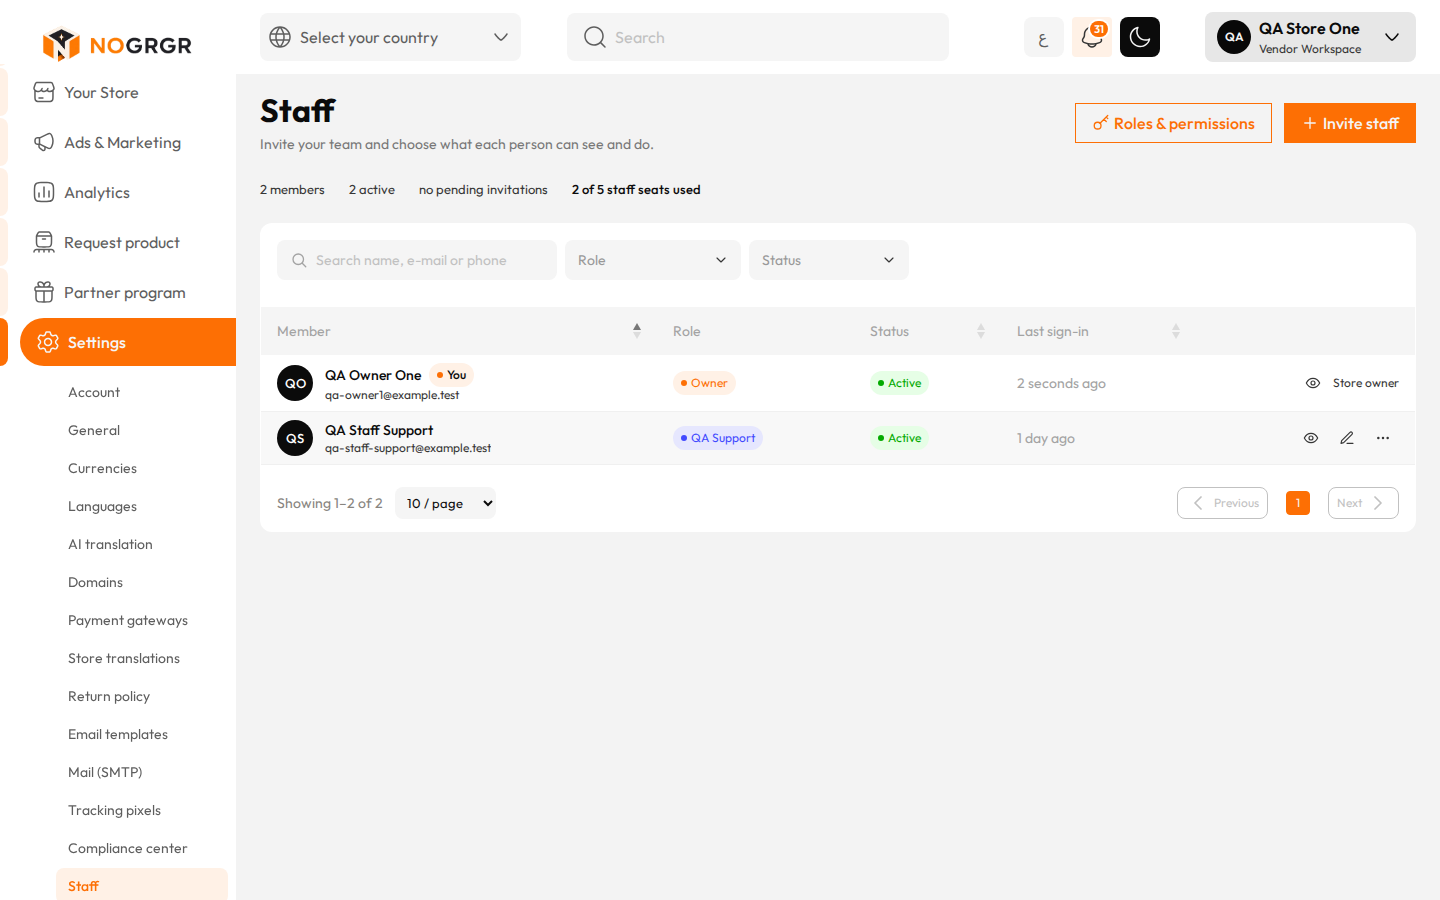 NOGRGR
Select your country
Search
ع
31
QA
QA Store One
Vendor Workspace
Your Store
Ads & Marketing
Analytics
Request product
Partner program
Settings
Account
General
Currencies
Languages
AI translation
Domains
Payment gateways
Store translations
Return policy
Email templates
Mail (SMTP)
Tracking pixels
Compliance center
Staff
Staff
Invite your team and choose what each person can see and do.
Roles & permissions
+ Invite staff
2 members 2 active no pending invitations 2 of 5 staff seats used
Search name, e-mail or phone
Role
Status
Member Role Status Last sign-in
QO QA Owner One You
qa-owner1@example.test
Owner Active 2 seconds ago Store owner
QS QA Staff Support
qa-staff-support@example.test
QA Support Active 1 day ago
Showing 1–2 of 2 10 / page Previous 1 Next